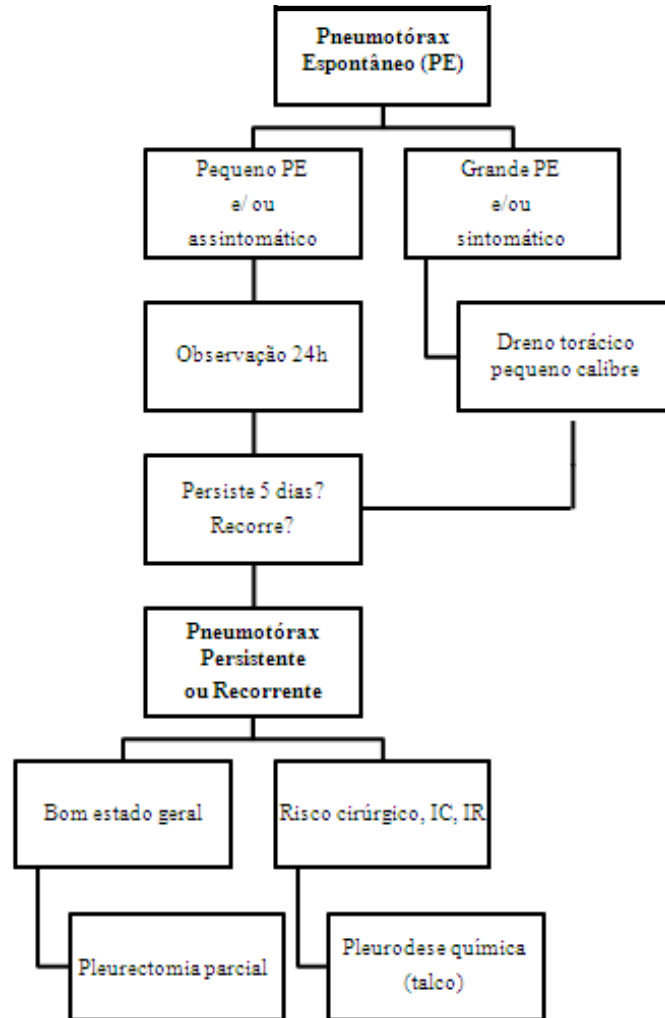 Pneumotórax
Espontâneo (PE)
Pequeno PE
e/ ou
assintomático
Grande PE
e/ou
sintomático
Observação 24h
Dreno torácico
pequeno calibre
Persiste 5 dias?
Recorre?
Pneumotórax
Persistente
ou Recorrente
Bom estado geral
Risco cirúrgico, IC, IR
Pleurectomia parcial
Pleurodese química
(talco)